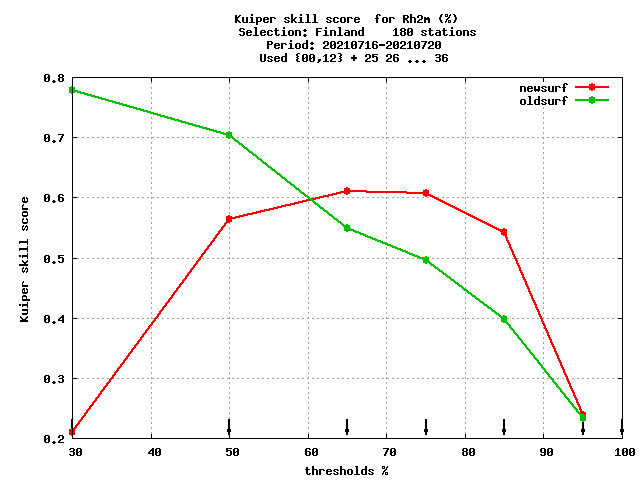 Kuiper skill score  for Rh2m (%)
Selection: Finland    180 stations
Period: 20210716-20210720
Used {00,12} + 25 26 ... 36
newsurf
oldsurf
0.8
0.7
0.6
0.5
0.4
0.3
0.2
Kuiper skill score
30 40 50 60 70 80 90 100
thresholds %